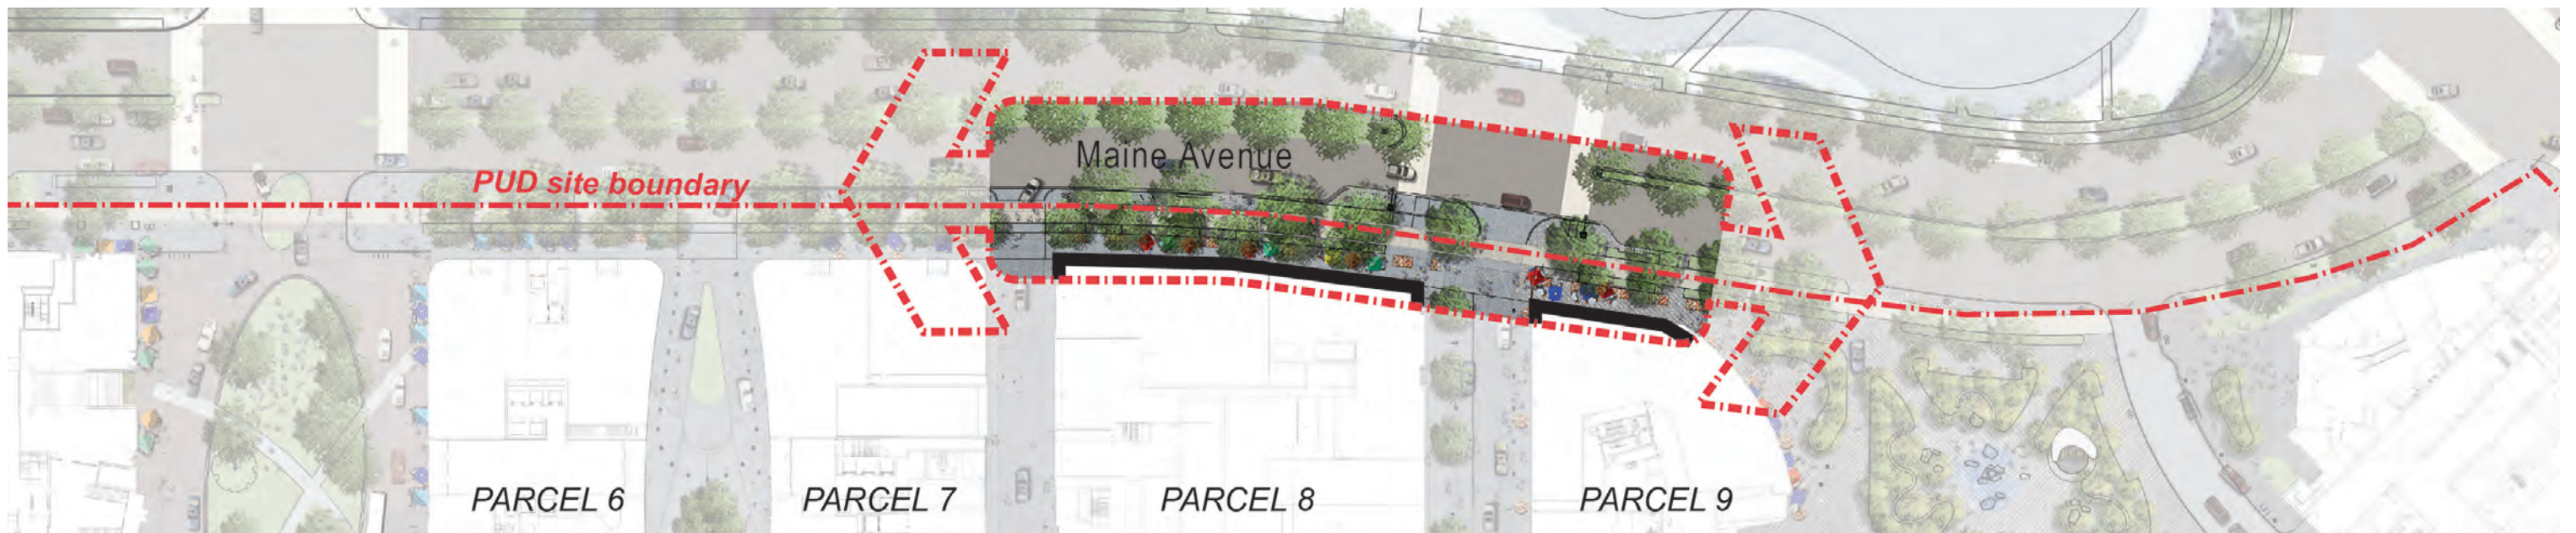 Maine Avenue
PUD site boundary
PARCEL 6
PARCEL 7
PARCEL 8
PARCEL 9